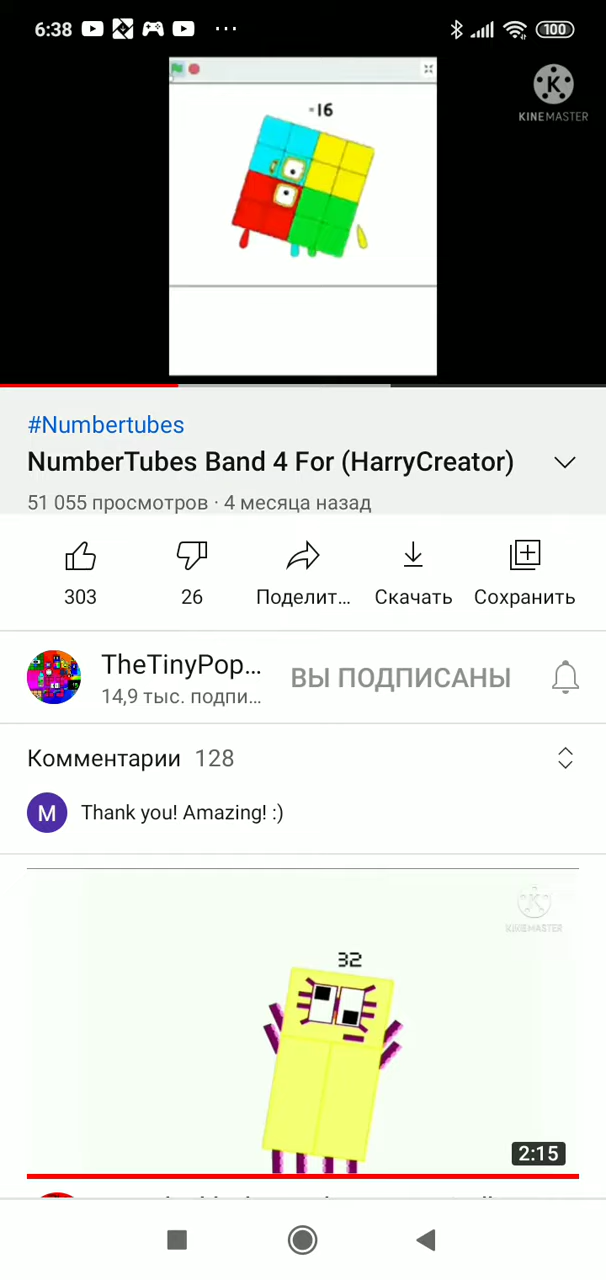 6:38
100
-16
K
KINEMASTER
#Numbertubes
NumberTubes Band 4 For (HarryCreator)
51 055 просмотров · 4 месяца назад
303
26
Поделит...
Скачать
Сохранить
TheTinyPop...
14,9 тыс. подпи...
ВЫ ПОДПИСАНЫ
Комментарии 128
M
Thank you! Amazing! :)
K
KINEMASTER
32
2:15